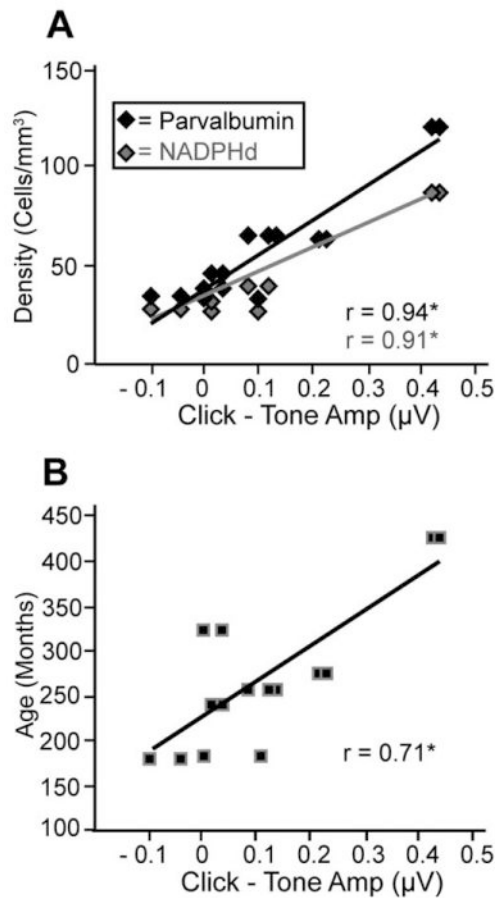 A
150
100
50
0
Density (Cells/mm³)
= Parvalbumin
= NADPHd
r = 0.94*
r = 0.91*
- 0.1 0 0.1 0.2 0.3 0.4 0.5
Click - Tone Amp (µV)
B
450
400
300
250
200
150
100
Age (Months)
r = 0.71*
- 0.1 0 0.1 0.2 0.3 0.4 0.5
Click - Tone Amp (µV)